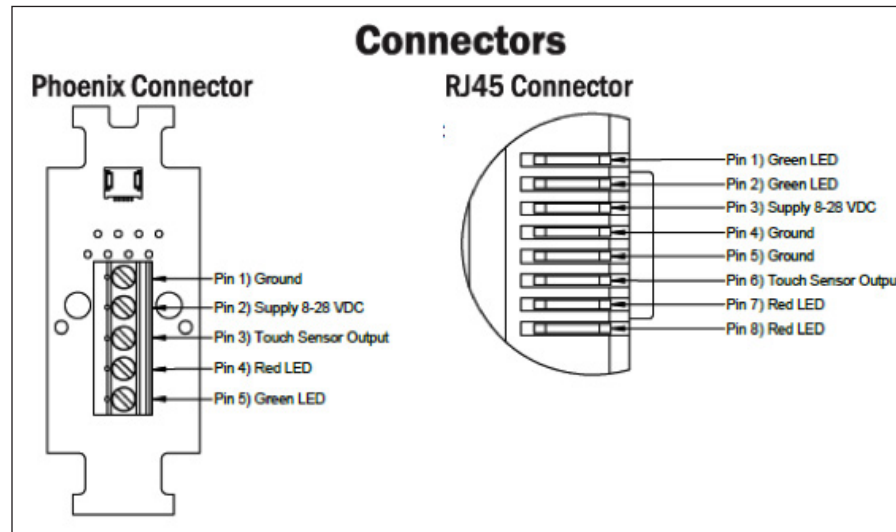 Connectors
Phoenix Connector
Pin 1) Ground
Pin 2) Supply 8-28 VDC
Pin 3) Touch Sensor Output
Pin 4) Red LED
Pin 5) Green LED
RJ45 Connector
:
Pin 1) Green LED
Pin 2) Green LED
Pin 3) Supply 8-28 VDC
Pin 4) Ground
Pin 5) Ground
Pin 6) Touch Sensor Output
Pin 7) Red LED
Pin 8) Red LED